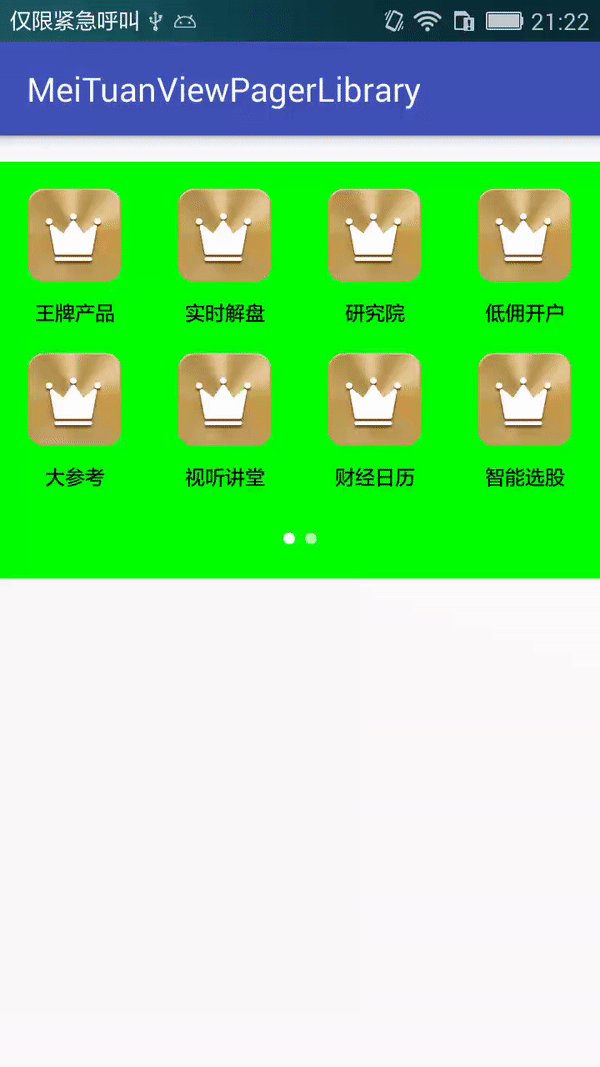 仅限紧急呼叫 21:22
MeiTuanViewPagerLibrary
王牌产品 实时解盘 研究院 低佣开户
大参考 视听讲堂 财经日历 智能选股